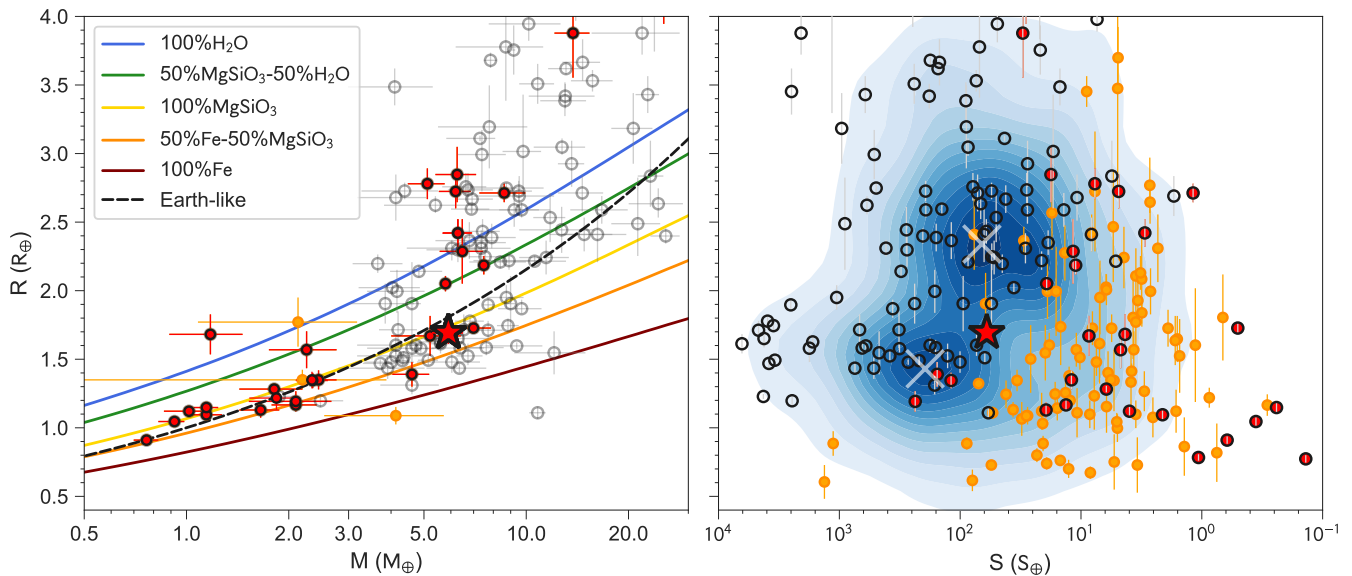 100%H₂O
50%MgSiO₃-50%H₂O
100%MgSiO₃
50%Fe-50%MgSiO₃
100%Fe
Earth-like
R (R⊕)
4.0
3.5
3.0
2.5
2.0
1.5
1.0
0.5
0.5 1.0 2.0 3.0 5.0 10.0 20.0
M (M⊕)
10⁴ 10³ 10² 10¹ 10⁰ 10⁻¹
S (S⊕)